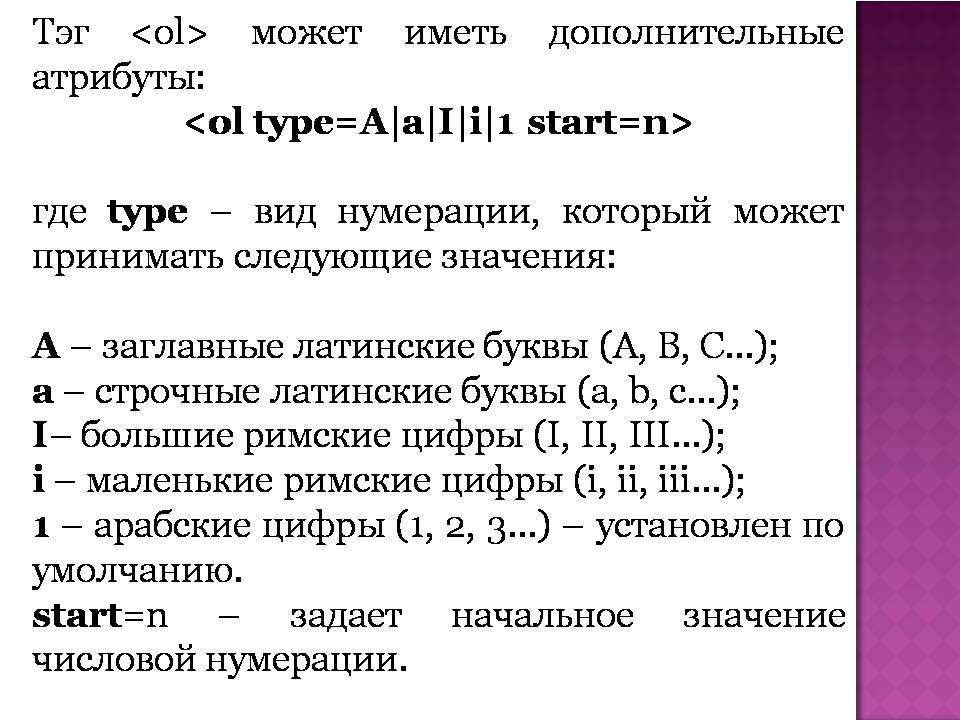 Тэг <ol> может иметь дополнительные
атрибуты:
<ol type=A|a|I|i|1 start=n>
где type – вид нумерации, который может
принимать следующие значения:
A – заглавные латинские буквы (A, B, C...);
a – строчные латинские буквы (a, b, c...);
I– большие римские цифры (I, II, III...);
i – маленькие римские цифры (i, ii, iii...);
1 – арабские цифры (1, 2, 3...) – установлен по
умолчанию.
start=n – задает начальное значение
числовой нумерации.